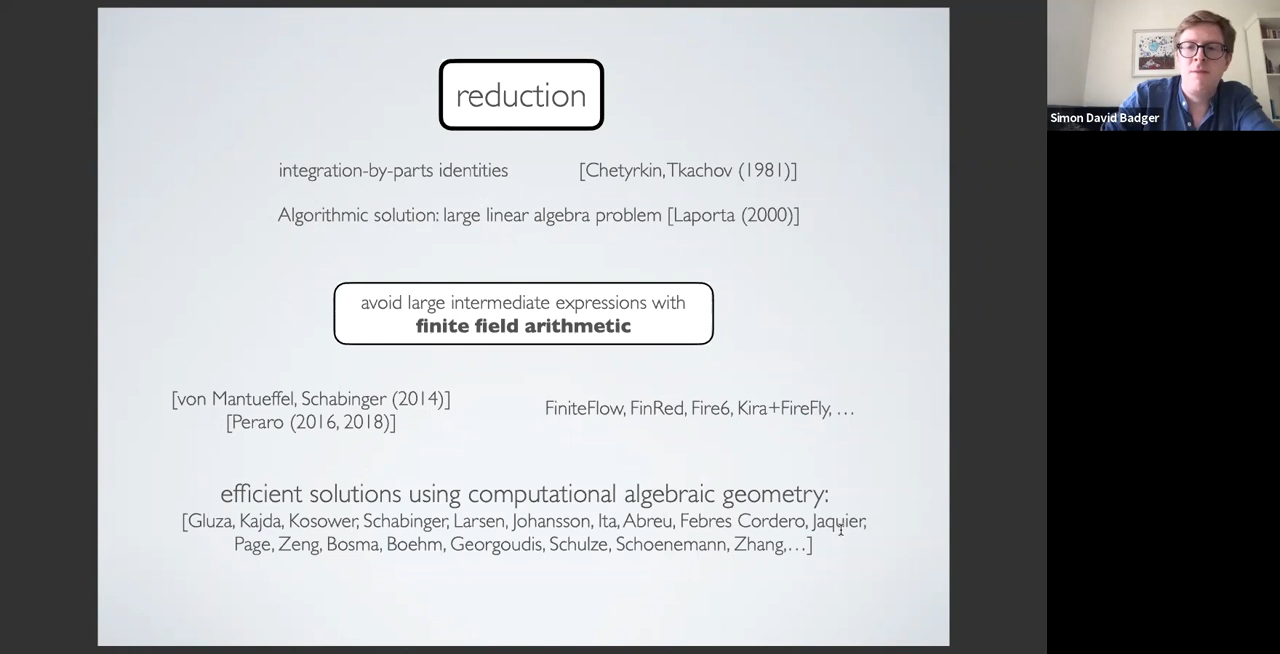 reduction
integration-by-parts identities [Chetyrkin, Tkachov (1981)]
Algorithmic solution: large linear algebra problem [Laporta (2000)]
avoid large intermediate expressions with
finite field arithmetic
[von Mantueffel, Schabinger (2014)]
[Peraro (2016, 2018)]
FiniteFlow, FinRed, Fire6, Kira+FireFly, …
efficient solutions using computational algebraic geometry:
[Gluza, Kajda, Kosower, Schabinger, Larsen, Johansson, Ita, Abreu, Febres Cordero, Jaquier,
Page, Zeng, Bosma, Boehm, Georgoudis, Schulze, Schoenemann, Zhang,…]
Simon David Badger